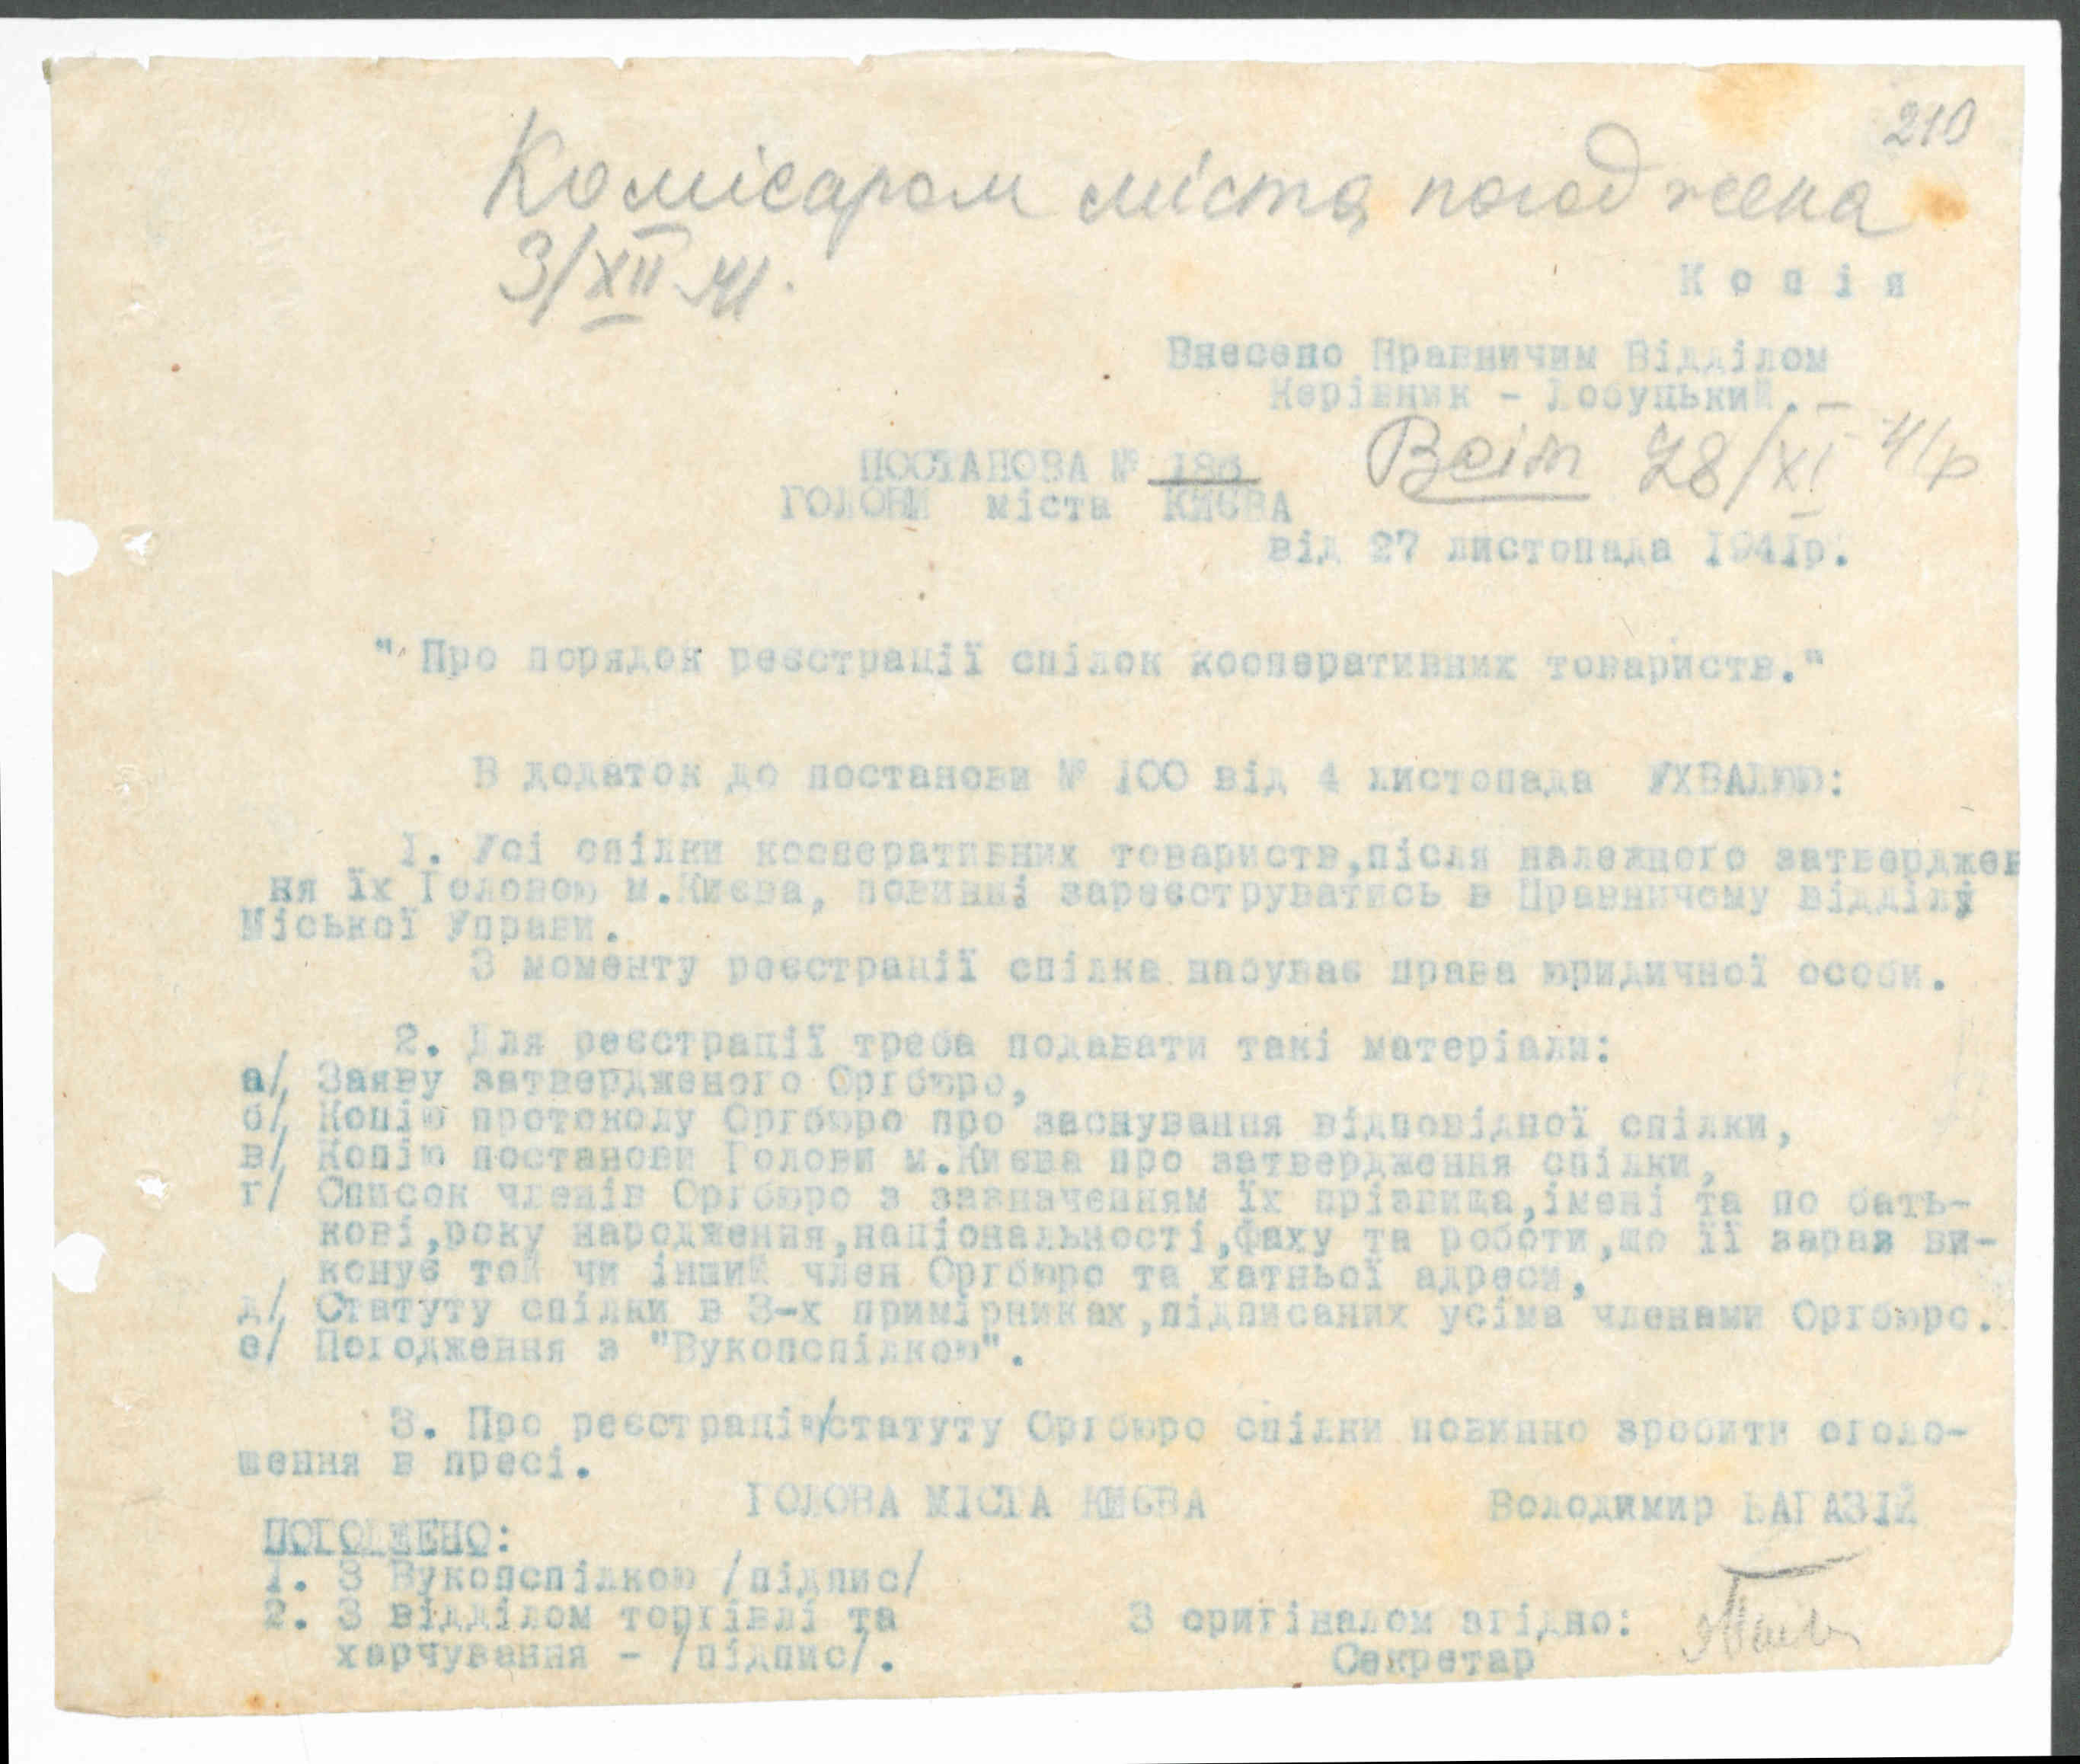 210
Комісаром міста погоджена
3/XII 41.
Копія
Внесено Правничим Відділом
Керівник - Лобуцький.-
ПОСТАНОВА № 186
Всім 28/XI 41р
ГОЛОВИ міста КИЄВА
від 27 листопада 1941р.
" Про порядок реєстрації спілок кооперативних товариств."
В додаток до постанови № 100 від 4 листопада УХВАЛЮЮ:
1. Усі спілки кооперативних товариств,після належного затверджен
ня їх Головою м.Києва, повинні зареєструватись в Правничому відділі
Міської Управи.
З моменту реєстрації спілка набуває права юридичної особи.
2. Для реєстрації треба подавати такі матеріали:
а/ Заяву затвердженого Оргбюро,
б/ Копію протоколу Оргбюро про заснування відповідної спілки,
в/ Копію постанови Голови м.Києва про затвердження спілки,
г/ Список членів Оргбюро з зазначенням їх прізвища,імені та по бать-
кові,року народження,національності,фаху та роботи,що її зараз ви-
конує той чи інший член Оргбюро та хатньої адреси,
д/ Статуту спілки в 3-х примірниках,підписаних усіма членами Оргбюро.
е/ Погодження з "Вукопспілкою".
3. Про реєстрацію/статуту Оргбюро спілки повинно зробити оголо-
шення в пресі.
ГОЛОВА МІСТА КИЄВА Володимир БАГАЗІЙ
ПОГОДЖЕНО:
1. З Вукопспілкою /підпис/
2. З відділом торгівлі та
харчування - /підпис/.
З оригіналом згідно:
Секретар